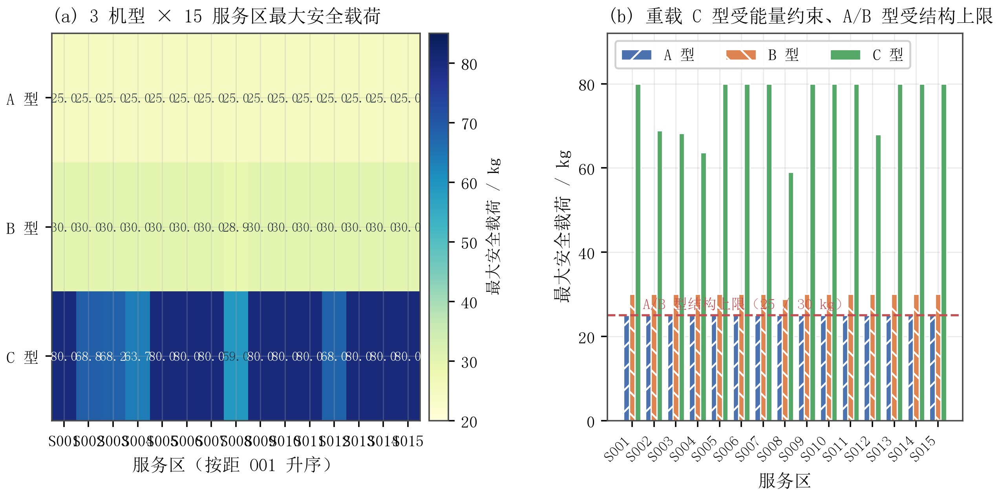 (a) 3 机型 × 15 服务区最大安全载荷
A 型
25.0 25.0 25.0 25.0 25.0 25.0 25.0 25.0 25.0 25.0 25.0 25.0 25.0 25.0 25.0
B 型
30.0 30.0 30.0 30.0 30.0 30.0 30.0 28.9 30.0 30.0 30.0 30.0 30.0 30.0 30.0
C 型
80.0 68.8 68.2 63.7 80.0 80.0 80.0 59.0 80.0 80.0 80.0 68.0 80.0 80.0 80.0
S001 S002 S003 S004 S005 S006 S007 S008 S009 S010 S011 S012 S013 S014 S015
服务区（按距 001 升序）
80
70
60
50
40
30
20
最大安全载荷 / kg
(b) 重载 C 型受能量约束、A/B 型受结构上限
A 型 B 型 C 型
80
60
40
20
0
最大安全载荷 / kg
A/B 型结构上限（25 / 30 kg）
S001 S002 S003 S004 S005 S006 S007 S008 S009 S010 S011 S012 S013 S014 S015
服务区